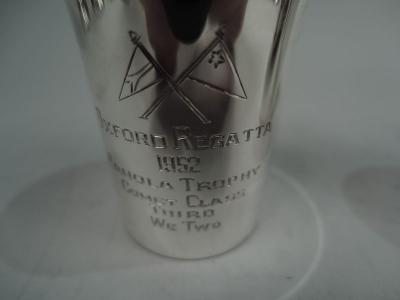 Oxford Regatta
1952
Trophy
Comet Class
Third
We Two